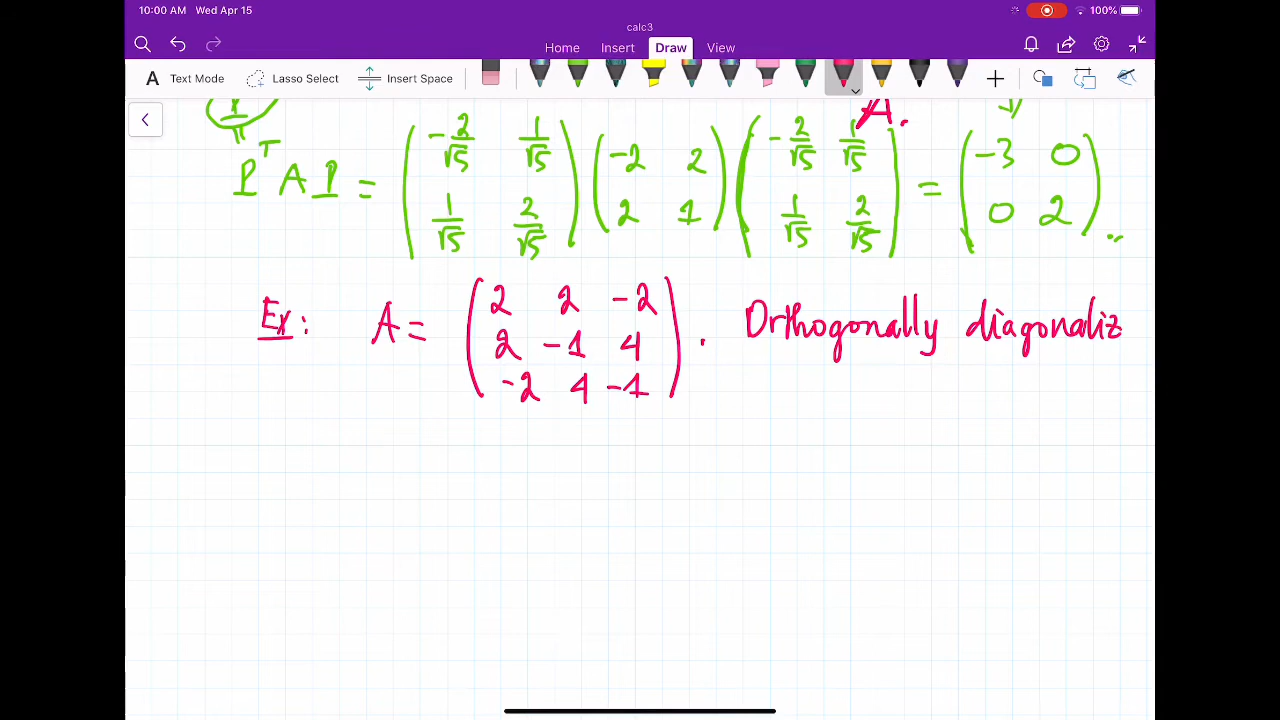 10:00 AM Wed Apr 15
100%
calc3
Home Insert Draw View
A Text Mode Lasso Select Insert Space
A.
P^T A P = (-2/√5 1/√5; 1/√5 2/√5) (-2 2; 2 1) (-2/√5 1/√5; 1/√5 2/√5) = (-3 0; 0 2)
Ex: A = (2 2 -2; 2 -1 4; -2 4 -1). Orthogonally diagonaliz